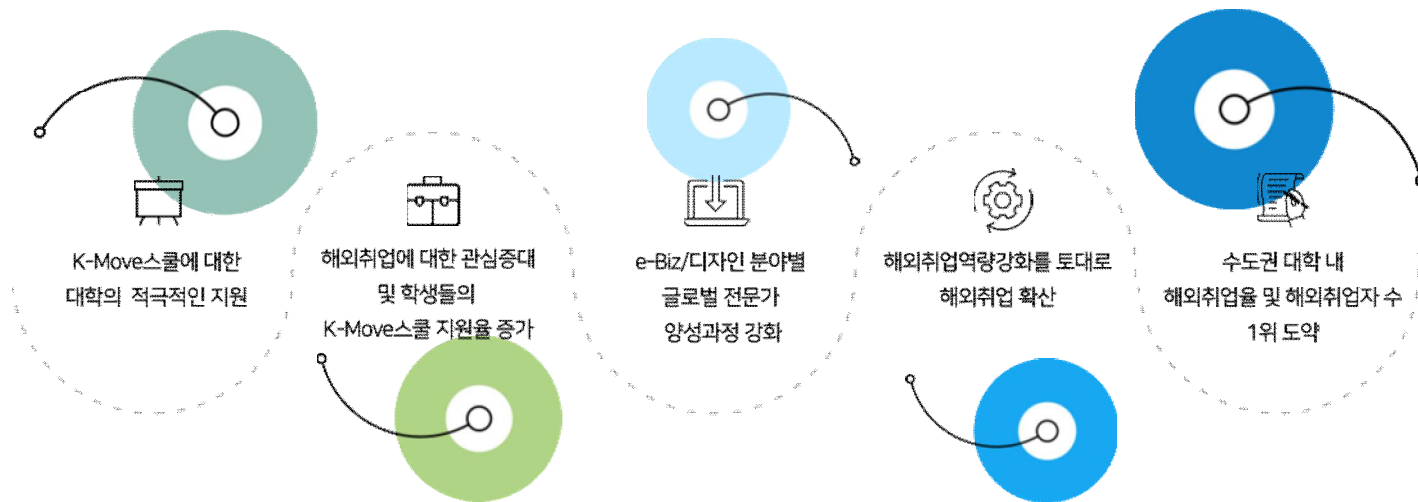 K-Move스쿨에 대한
대학의 적극적인 지원
해외취업에 대한 관심증대
및 학생들의
K-Move스쿨 지원율 증가
e-Biz/디자인 분야별
글로벌 전문가
양성과정 강화
해외취업역량강화를 토대로
해외취업 확산
수도권 대학 내
해외취업율 및 해외취업자 수
1위 도약